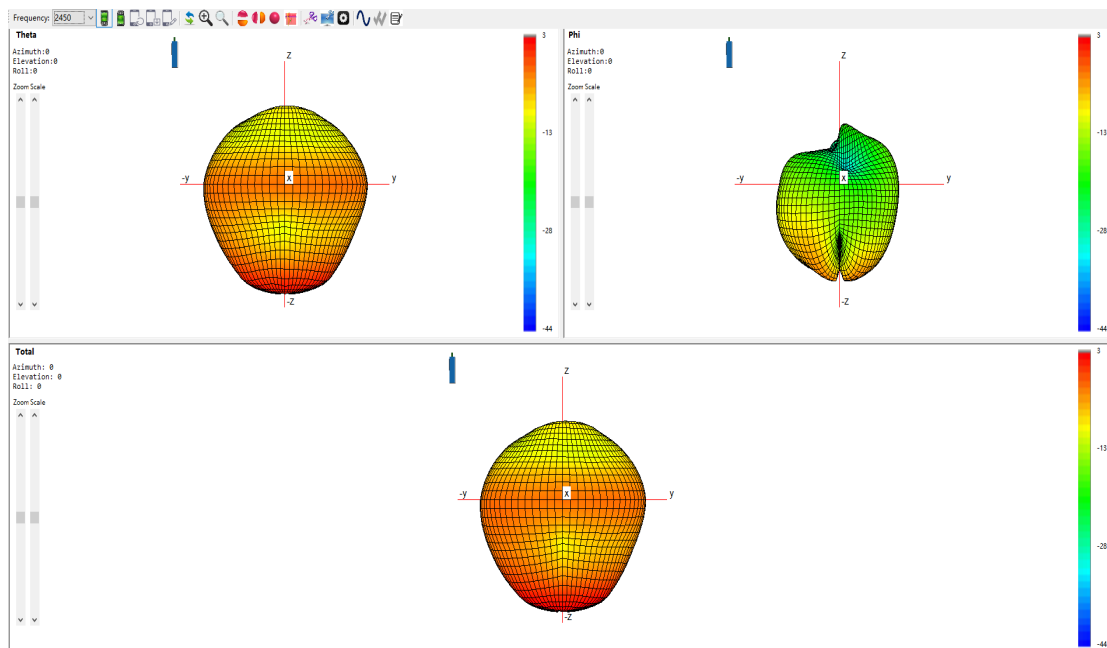 Frequency: 2450
Theta
Azimuth:0
Elevation:0
Roll:0
Zoom Scale
Z
-y
X
y
-Z
3
-13
-28
-44
Phi
Azimuth:0
Elevation:0
Roll:0
Zoom Scale
Z
-y
X
y
-Z
3
-13
-28
-44
Total
Azimuth: 0
Elevation: 0
Roll: 0
Zoom Scale
Z
-y
X
y
-Z
3
-13
-28
-44